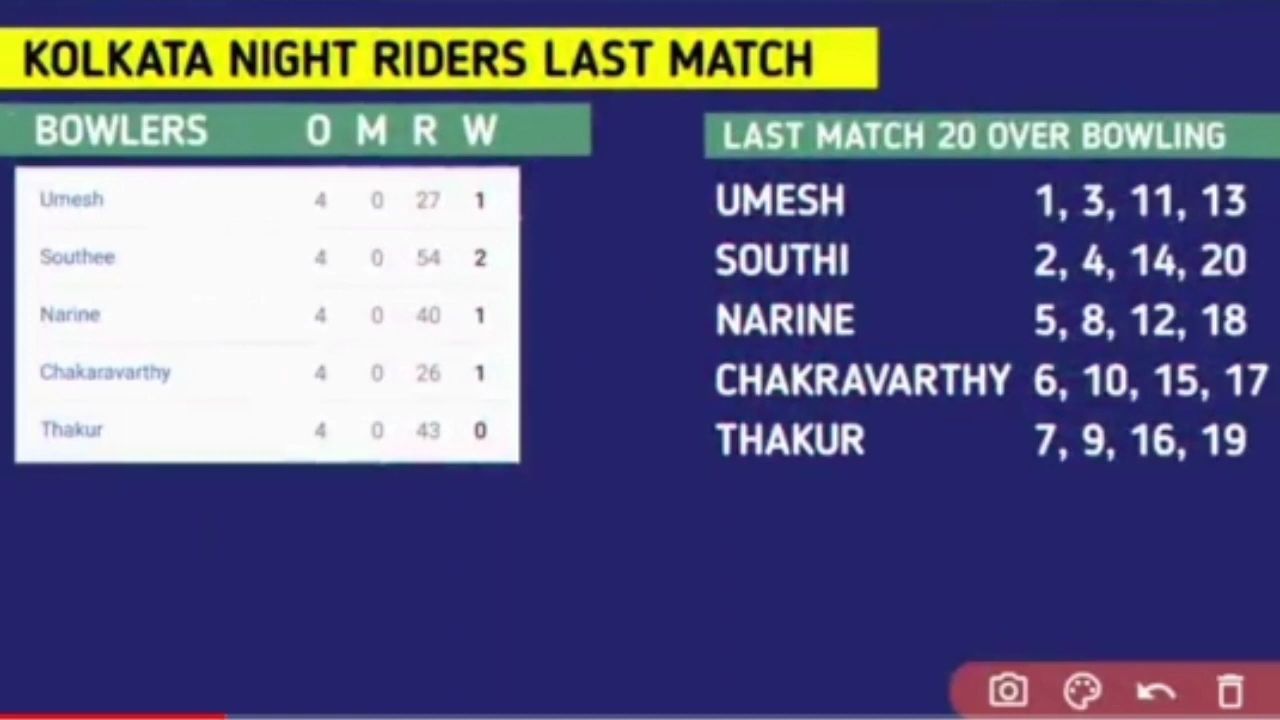 KOLKATA NIGHT RIDERS LAST MATCH
BOWLERS O M R W
Umesh 4 0 27 1
Southee 4 0 54 2
Narine 4 0 40 1
Chakaravarthy 4 0 26 1
Thakur 4 0 43 0
LAST MATCH 20 OVER BOWLING
UMESH 1, 3, 11, 13
SOUTHI 2, 4, 14, 20
NARINE 5, 8, 12, 18
CHAKRAVARTHY 6, 10, 15, 17
THAKUR 7, 9, 16, 19